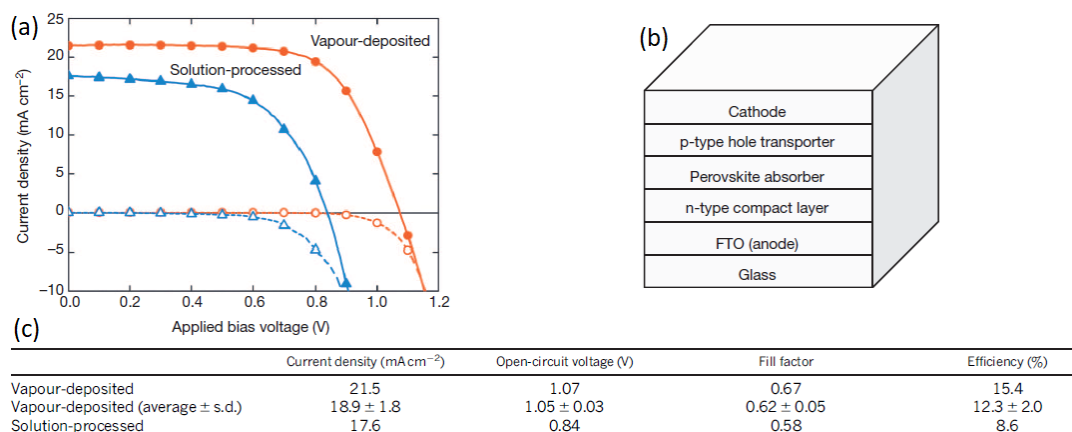 (a)
25
20
15
10
5
0
−5
−10
Current density (mA cm⁻²)
Vapour-deposited
Solution-processed
0.0 0.2 0.4 0.6 0.8 1.0 1.2
Applied bias voltage (V)
(b)
Cathode
p-type hole transporter
Perovskite absorber
n-type compact layer
FTO (anode)
Glass
(c)
Current density (mA cm⁻²) Open-circuit voltage (V) Fill factor Efficiency (%)
Vapour-deposited 21.5 1.07 0.67 15.4
Vapour-deposited (average ± s.d.) 18.9 ± 1.8 1.05 ± 0.03 0.62 ± 0.05 12.3 ± 2.0
Solution-processed 17.6 0.84 0.58 8.6